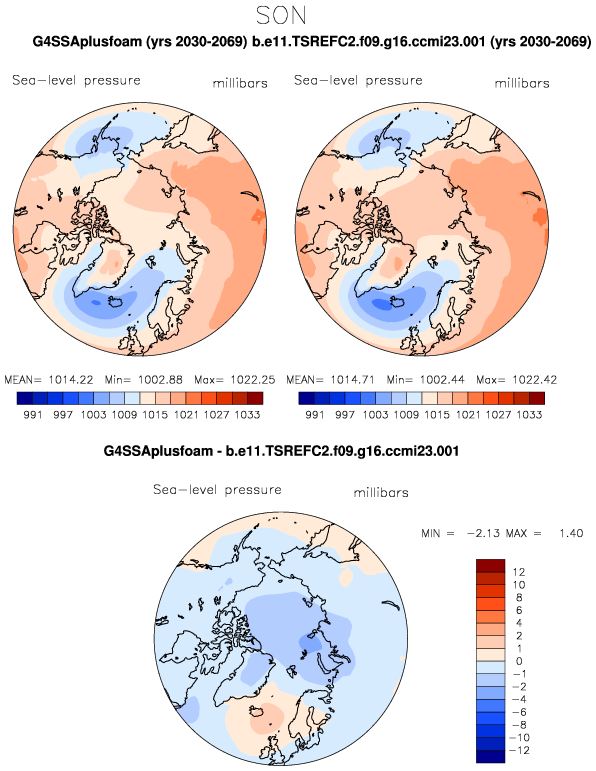 SON
G4SSAplusfoam (yrs 2030-2069) b.e11.TSREFC2.f09.g16.ccmi23.001 (yrs 2030-2069)
Sea-level pressure millibars Sea-level pressure millibars
MEAN= 1014.22 Min= 1002.88 Max= 1022.25 MEAN= 1014.71 Min= 1002.44 Max= 1022.42
991 997 1003 1009 1015 1021 1027 1033 991 997 1003 1009 1015 1021 1027 1033
G4SSAplusfoam - b.e11.TSREFC2.f09.g16.ccmi23.001
Sea-level pressure millibars
MIN = -2.13 MAX = 1.40
12
10
8
6
4
2
1
0
-1
-2
-4
-6
-8
-10
-12